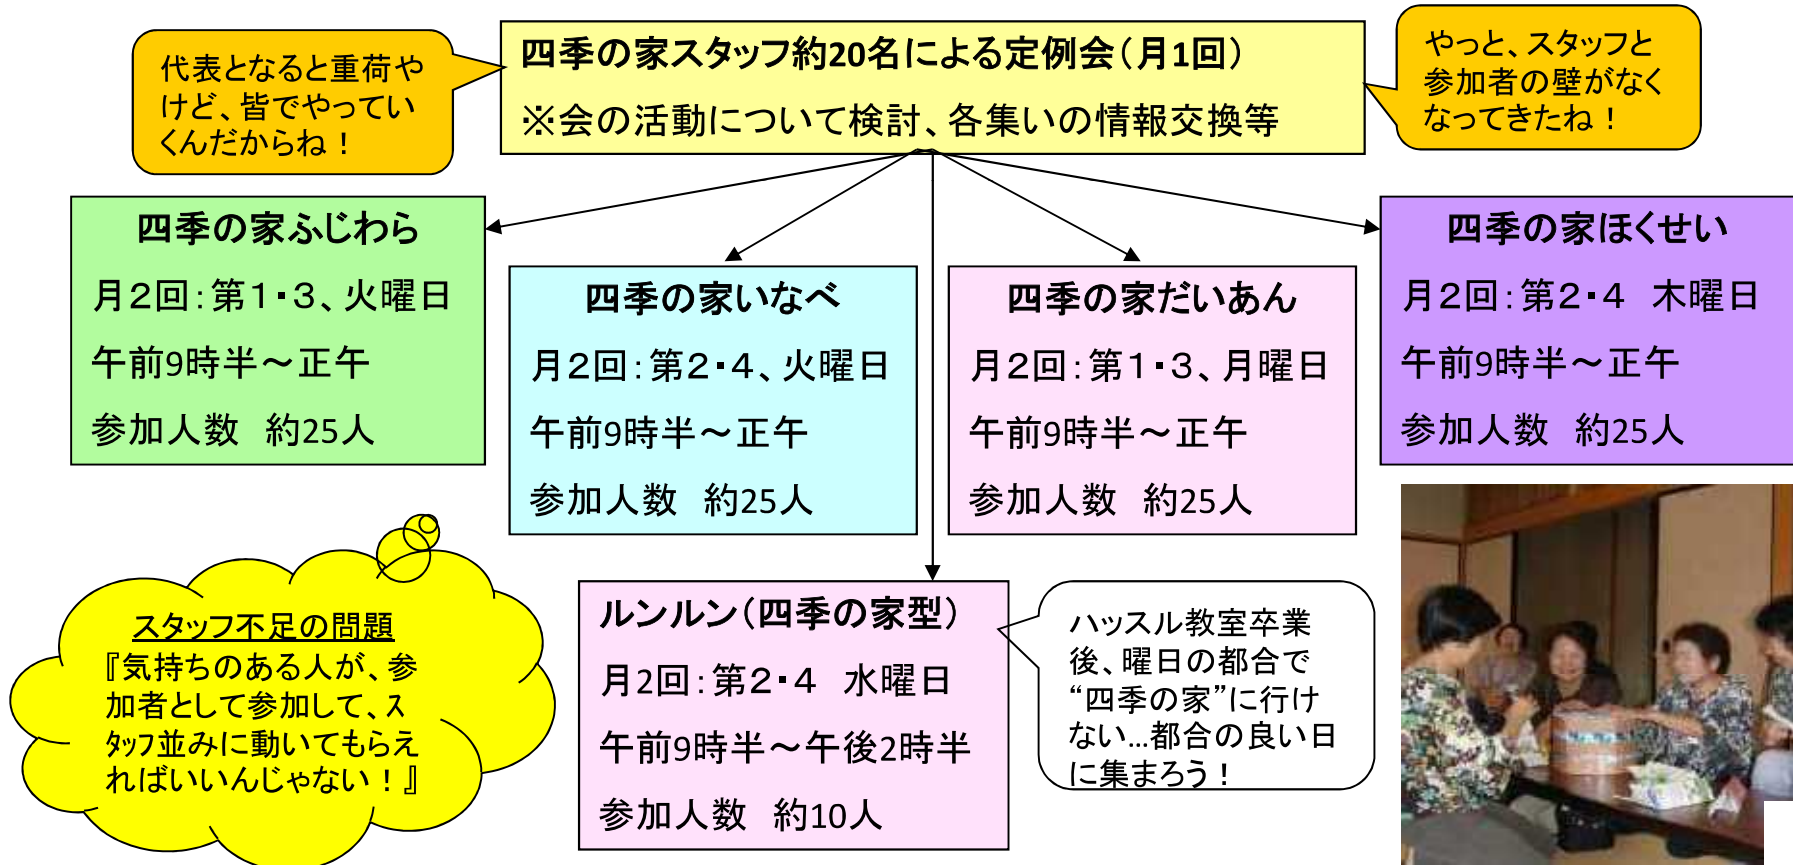 代表となると重荷や
けど、皆でやってい
くんだからね！
四季の家スタッフ約20名による定例会（月1回）
※会の活動について検討、各集いの情報交換等
やっと、スタッフと
参加者の壁がなく
なってきたね！
四季の家ふじわら
月２回：第１・３、火曜日
午前9時半～正午
参加人数　約25人
四季の家いなべ
月２回：第２・４、火曜日
午前9時半～正午
参加人数　約25人
四季の家だいあん
月２回：第１・３、月曜日
午前9時半～正午
参加人数　約25人
四季の家ほくせい
月２回：第２・４　木曜日
午前9時半～正午
参加人数　約25人
スタッフ不足の問題
『気持ちのある人が、参
加者として参加して、ス
タッフ並みに動いてもらえ
ればいいんじゃない！』
ルンルン（四季の家型）
月2回：第２・４　水曜日
午前9時半～午後2時半
参加人数　約10人
ハッスル教室卒業
後、曜日の都合で
“四季の家”に行け
ない…都合の良い日
に集まろう！